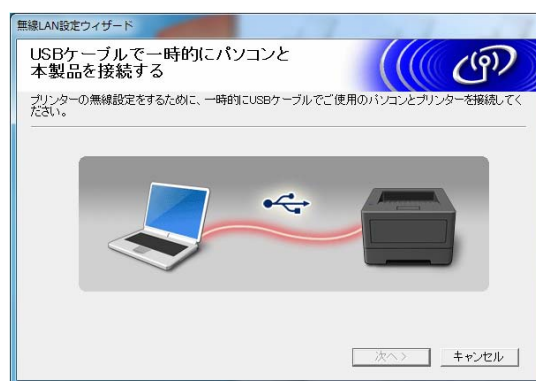 無線LAN設定ウィザード
USBケーブルで一時的にパソコンと
本製品を接続する
プリンターの無線設定をするために、一時的にUSBケーブルでご使用のパソコンとプリンターを接続してく
ださい。
次へ >
キャンセル